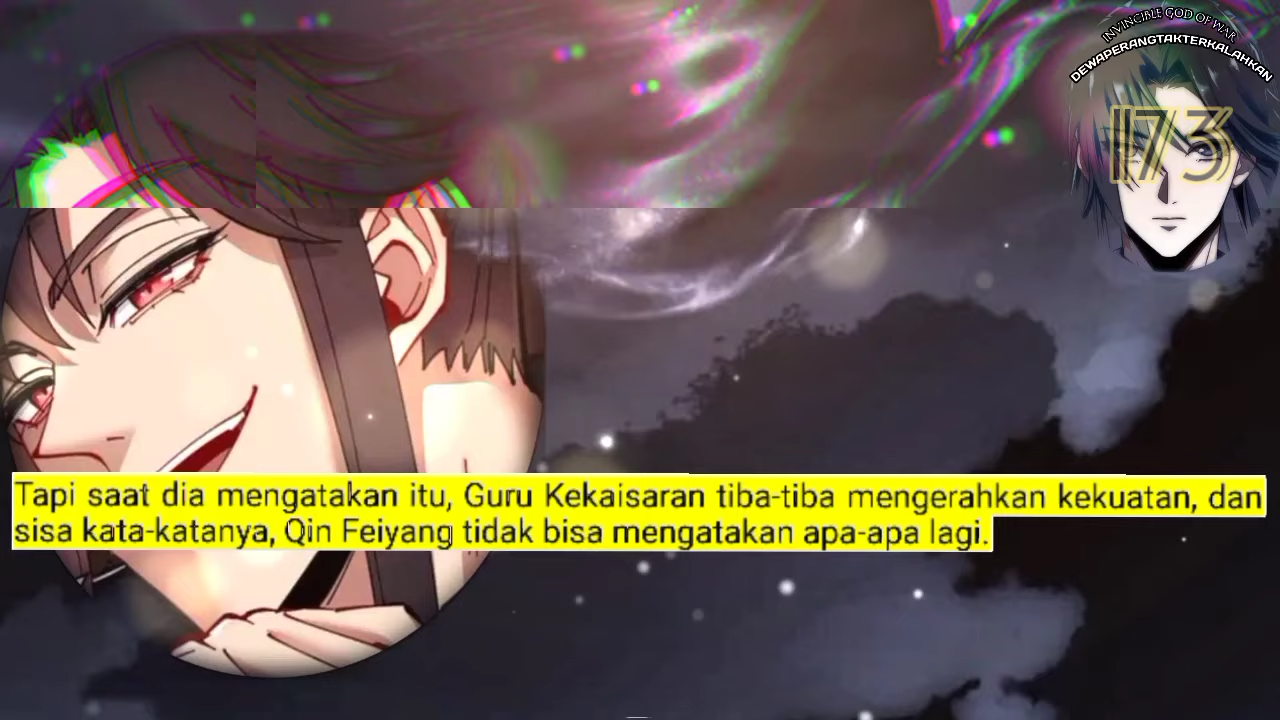 INVINCIBLE GOD OF WAR
DEWAPERANGTAKTERKALAHKAN
173
Tapi saat dia mengatakan itu, Guru Kekaisaran tiba-tiba mengerahkan kekuatan, dan
sisa kata-katanya, Qin Feiyang tidak bisa mengatakan apa-apa lagi.